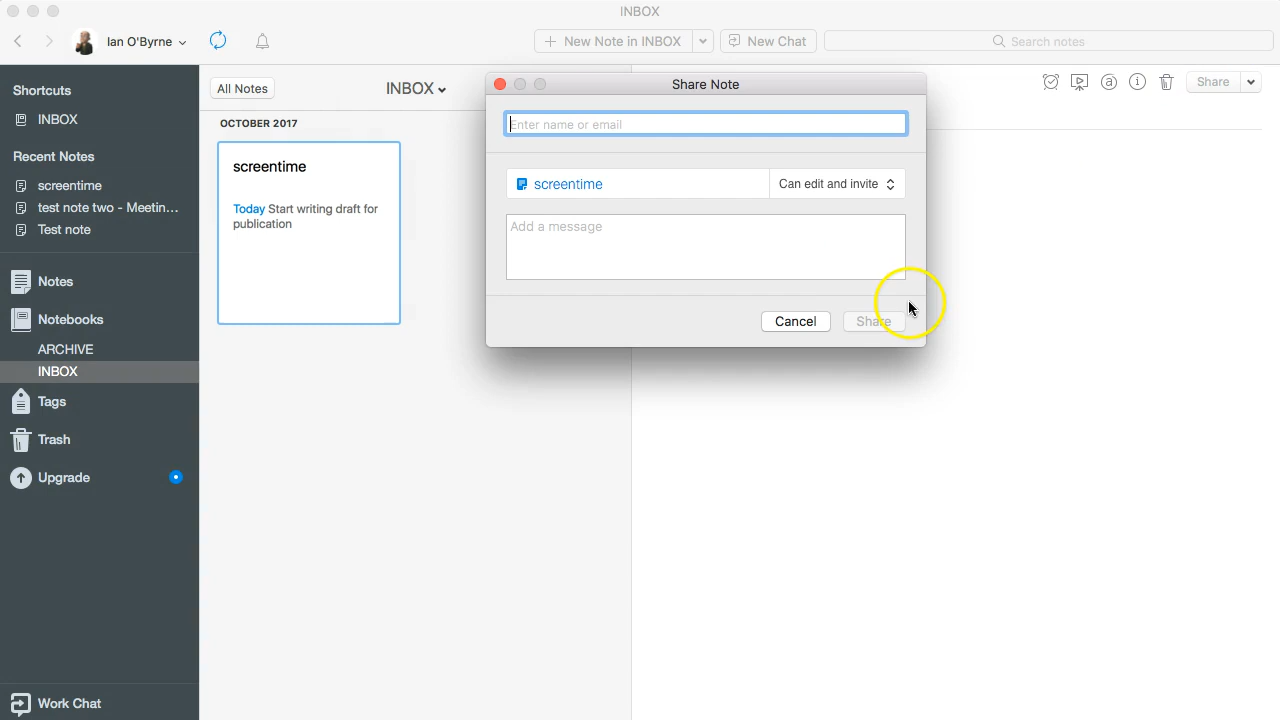 INBOX
Ian O'Byrne
New Note in INBOX
New Chat
Search notes
Shortcuts
INBOX
Recent Notes
screentime
test note two - Meetin...
Test note
Notes
Notebooks
ARCHIVE
INBOX
Tags
Trash
Upgrade
Work Chat
All Notes
INBOX
OCTOBER 2017
screentime
Today Start writing draft for
publication
Share
Share Note
Enter name or email
screentime
Can edit and invite
Add a message
Cancel
Share